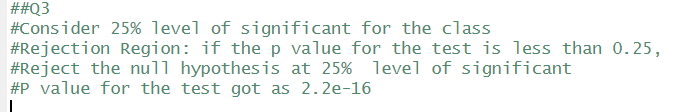 ##Q3
#Consider 25% level of significant for the class
#Rejection Region: if the p value for the test is less than 0.25,
#Reject the null hypothesis at 25%  level of significant
#P value for the test got as 2.2e-16